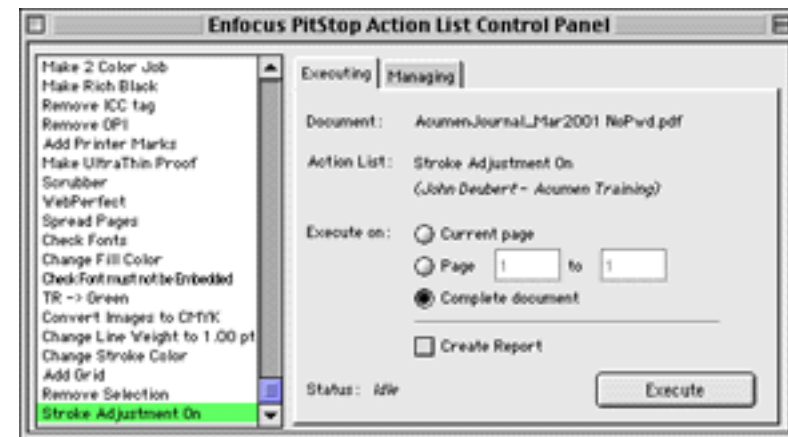 Enfocus PitStop Action List Control Panel
Make 2 Color Job
Make Rich Black
Remove ICC tag
Remove OPI
Add Printer Marks
Make UltraThin Proof
Scrubber
WebPerfect
Spread Pages
Check Fonts
Change Fill Color
Check Font must not be Embedded
TR -> Green
Convert Images to CMYK
Change Line Weight to 1.00 pt
Change Stroke Color
Add Grid
Remove Selection
Stroke Adjustment On
Executing Managing
Document: AcumenJournal_Mar2001 NoPwd.pdf
Action List: Stroke Adjustment On
(John Deubert - Acumen Training)
Execute on: Current page
Page 1 to 1
Complete document
Create Report
Status: Idle Execute